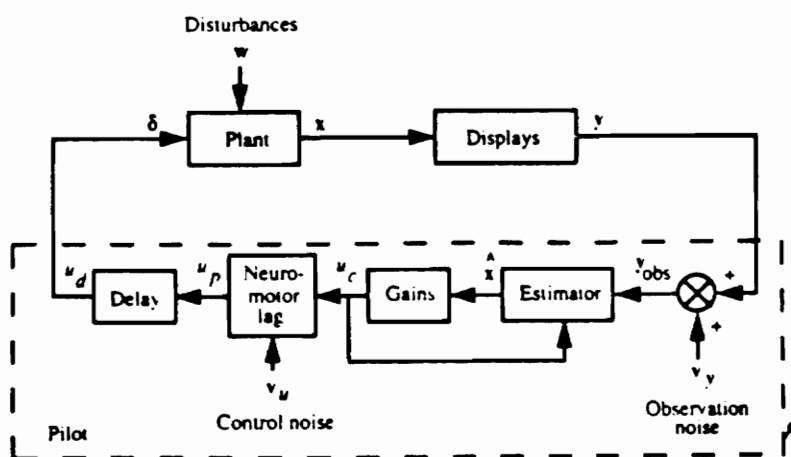 Disturbances
w
δ
Plant
x
Displays
y
u_d
Delay
u_p
Neuro-
motor
lag
u_c
Gains
x̂
Estimator
y_obs
+
+
v_u
Control noise
v_y
Observation
noise
Pilot